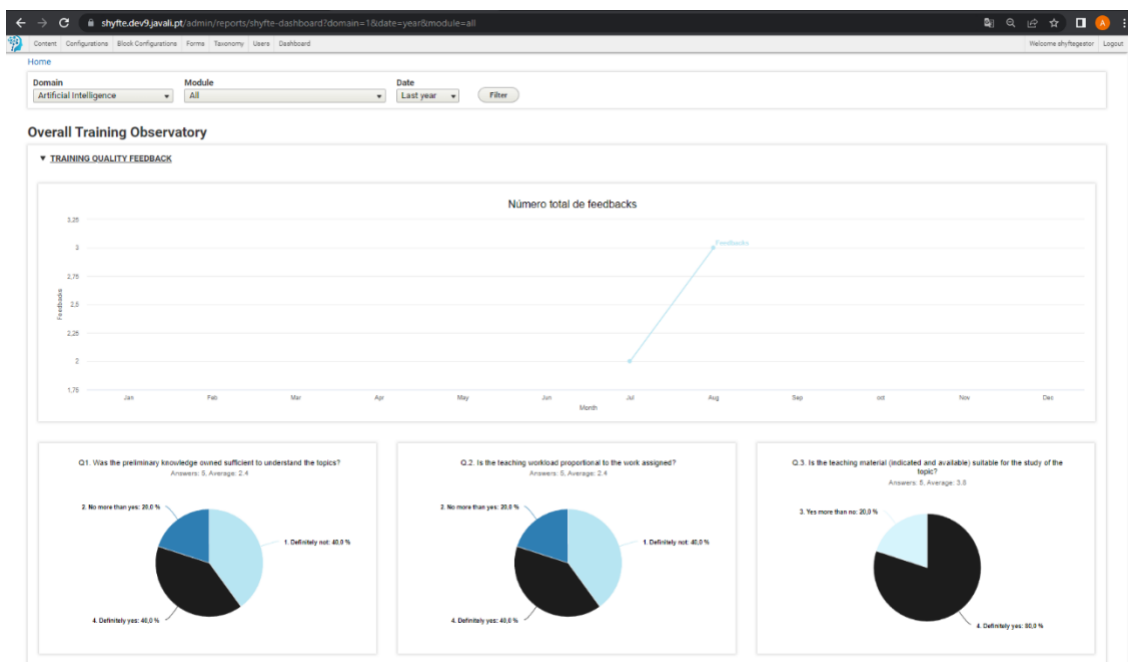 shyfte.dev9.javali.pt/admin/reports/shyfte-dashboard?domain=1&date=year&module=all
Content Configurations Block Configurations Forms Taxonomy Users Dashboard Welcome shyftegestor Logout
Home
Domain Module Date
Artificial Intelligence All Last year Filter
Overall Training Observatory
▼ TRAINING QUALITY FEEDBACK
Número total de feedbacks
3,25
3
2,75
2,5
2,25
2
1,75
Feedbacks
Feedbacks
Jan Feb Mar Apr May Jun Jul Aug Sep oct Nov Dec
Month
Q1. Was the preliminary knowledge owned sufficient to understand the topics?
Answers: 5, Average: 2.4
2. No more than yes: 20,0 %
1. Definitely not: 40,0 %
4. Definitely yes: 40,0 %
Q.2. Is the teaching workload proportional to the work assigned?
Answers: 5, Average: 2.4
2. No more than yes: 20,0 %
1. Definitely not: 40,0 %
4. Definitely yes: 40,0 %
Q.3. Is the teaching material (indicated and available) suitable for the study of the
topic?
Answers: 5, Average: 3.8
3. Yes more than no: 20,0 %
4. Definitely yes: 80,0 %